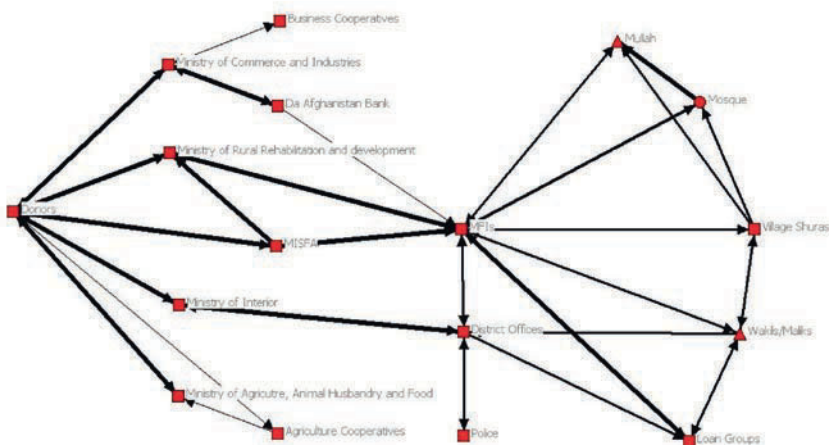 Business Cooperatives
Mullah
Ministry of Commerce and Industries
Mosque
Da Afghanistan Bank
Ministry of Rural Rehablitation and development
Donors
MISFA
MFIs
Village Shuras
Ministry of Interior
District Offices
Wakils/Maliks
Ministry of Agricutre, Animal Husbandry and Food
Agriculture Cooperatives
Police
Loan Groups